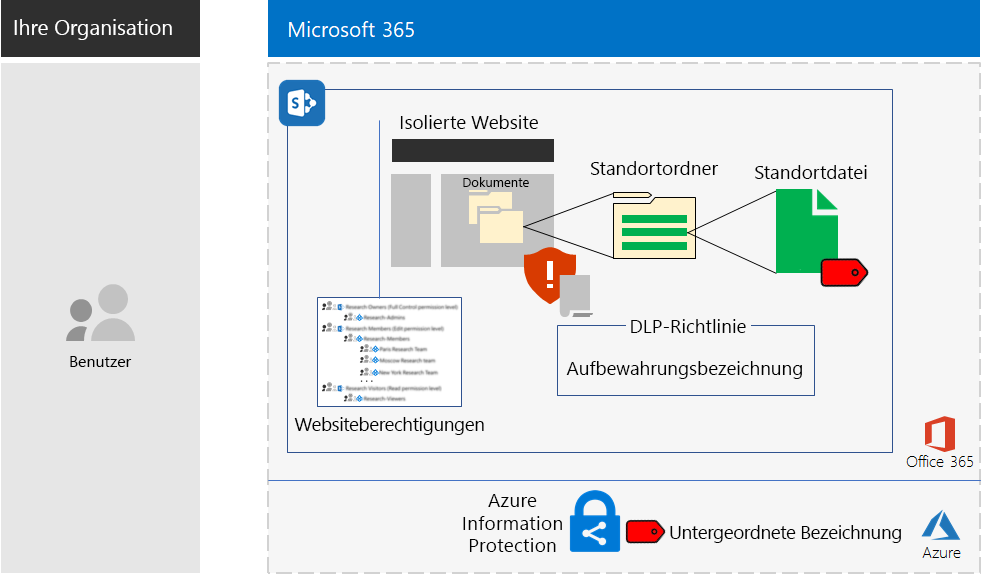 Ihre Organisation
Microsoft 365
S
Isolierte Website
Dokumente
Standortordner
Standortdatei
Benutzer
Research Owners (Full Control permission level)
Research-Admins
Research Members (Edit permission level)
Research-Members
Paris Research Team
Moscow Research team
New York Research Team
. . .
Research Visitors (Read permission level)
Research-Viewers
Websiteberechtigungen
DLP-Richtlinie
Aufbewahrungsbezeichnung
Office 365
Azure
Information
Protection
Untergeordnete Bezeichnung
Azure